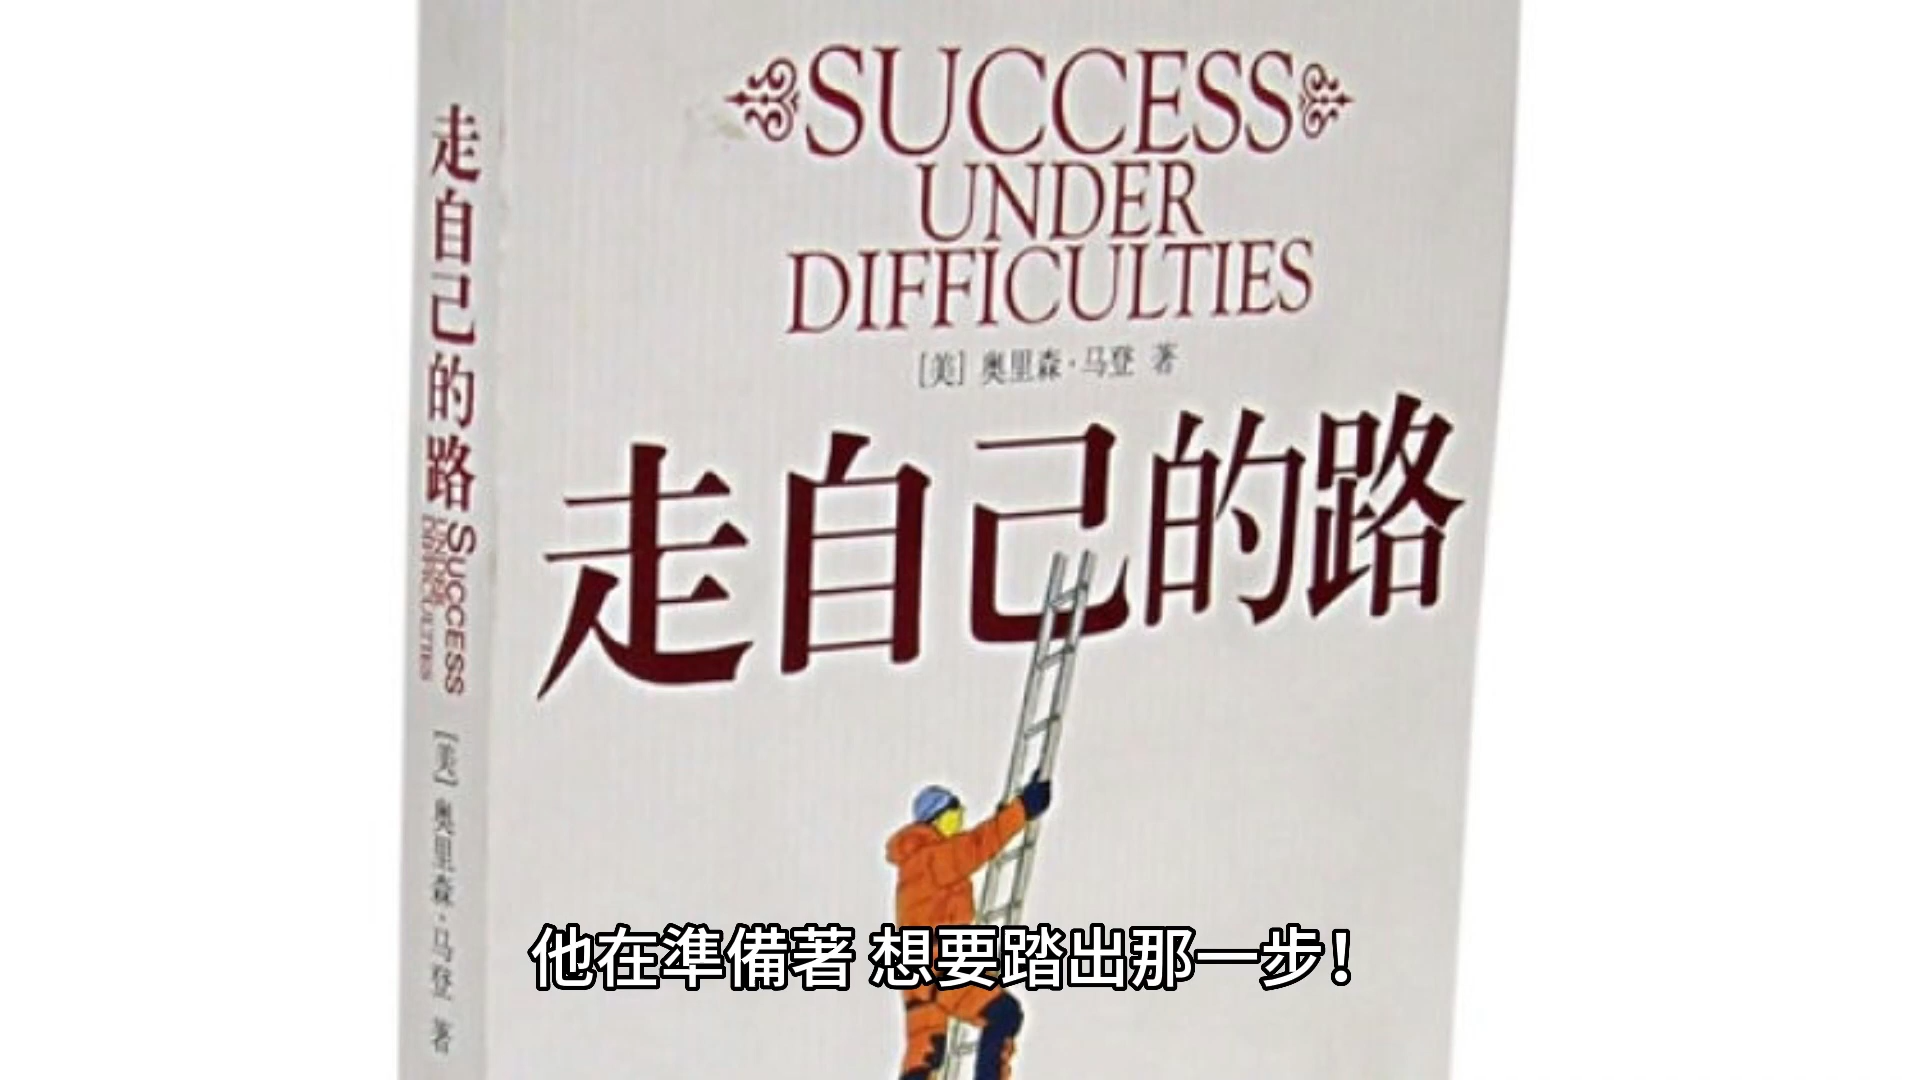 走自己的路
SUCCESS
UNDER
DIFFICULTIES
[美] 奥里森·马登 著
SUCCESS
UNDER
DIFFICULTIES
[美] 奥里森·马登 著
走自己的路
他在準備著 想要踏出那一步！